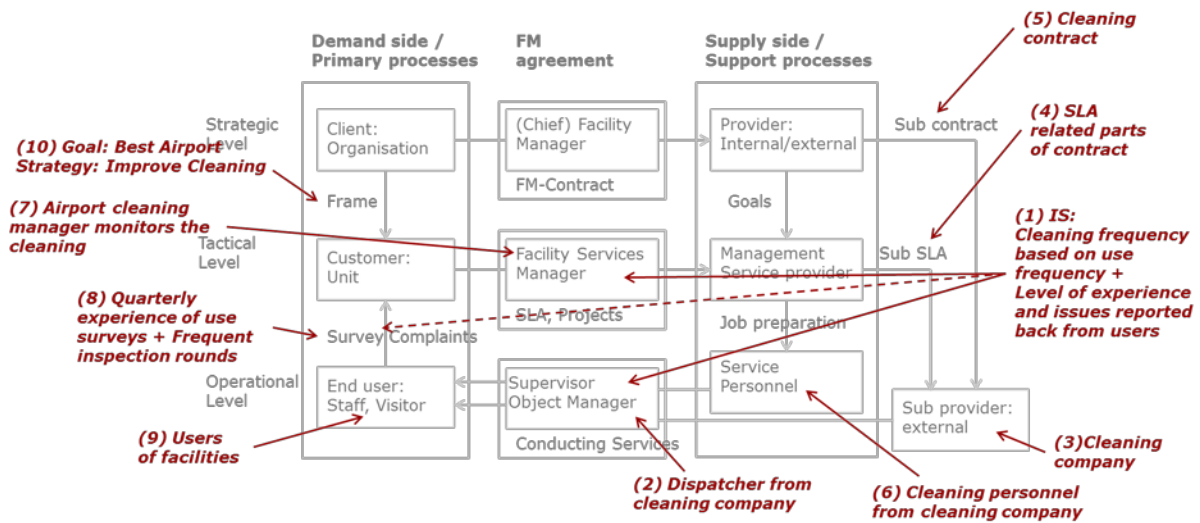 (5) Cleaning
contract
Demand side /
Primary processes
FM
agreement
Supply side /
Support processes
Strategic
Level
Client:
Organisation
(Chief) Facility
Manager
Provider:
Internal/external
Sub contract
(4) SLA
related parts
of contract
(10) Goal: Best Airport
Strategy: Improve Cleaning
FM-Contract
Frame
Goals
(7) Airport cleaning
manager monitors the
cleaning
Tactical
Level
Customer:
Unit
Facility Services
Manager
Management
Service provider
Sub SLA
(1) IS:
Cleaning frequency
based on use
frequency +
Level of experience
and issues reported
back from users
(8) Quarterly
experience of use
surveys + Frequent
inspection rounds
SLA, Projects
Survey Complaints
Job preparation
Operational
Level
End user:
Staff, Visitor
Supervisor
Object Manager
Service
Personnel
Sub provider:
external
Conducting Services
(9) Users
of facilities
(2) Dispatcher from
cleaning company
(3)Cleaning
company
(6) Cleaning personnel
from cleaning company